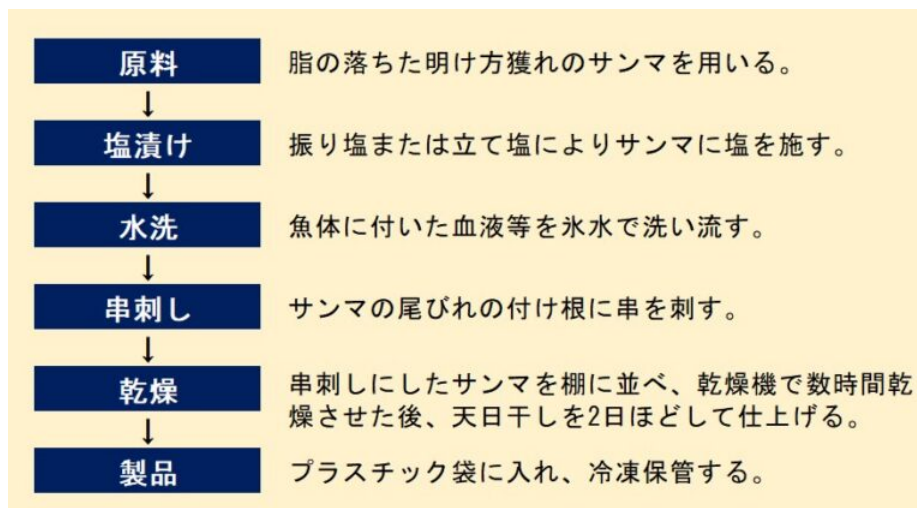 原料 脂の落ちた明け方獲れのサンマを用いる。
↓
塩漬け 振り塩または立て塩によりサンマに塩を施す。
↓
水洗 魚体に付いた血液等を氷水で洗い流す。
↓
串刺し サンマの尾びれの付け根に串を刺す。
↓
乾燥 串刺しにしたサンマを棚に並べ、乾燥機で数時間乾
燥させた後、天日干しを2日ほどして仕上げる。
↓
製品 プラスチック袋に入れ、冷凍保管する。